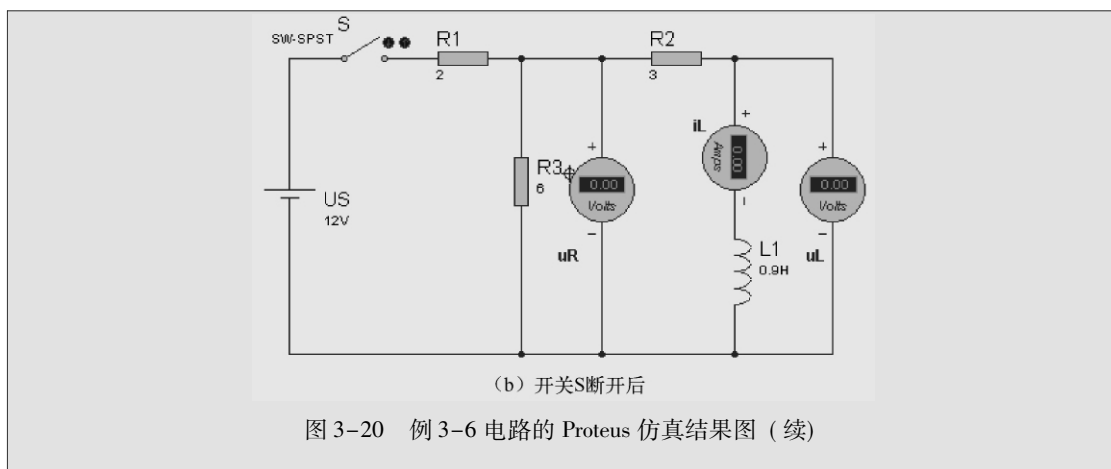 S
SW-SPST
R1
2
R2
3
+
iL
0.00
Amps
+
R3
6
+
0.00
Volts
0.00
Volts
US
12V
−
−
−
uR
L1
0.9H
uL
（b）开关S断开后
图 3-20 例 3-6 电路的 Proteus 仿真结果图（续）